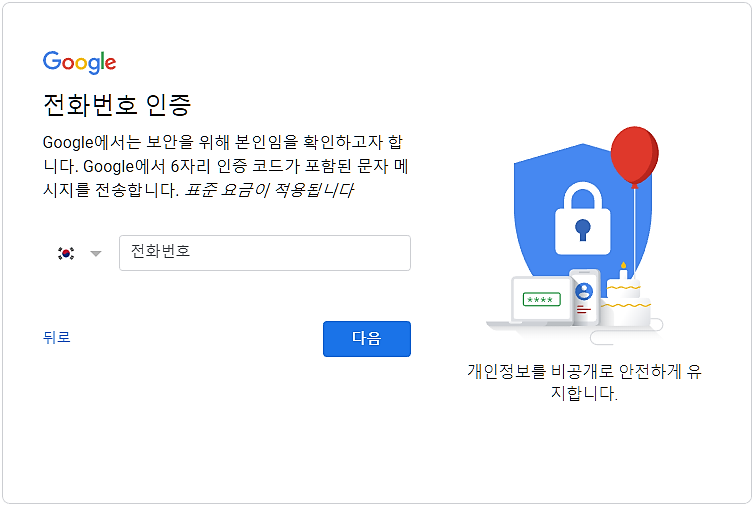 Google
전화번호 인증
Google에서는 보안을 위해 본인임을 확인하고자 합
니다. Google에서 6자리 인증 코드가 포함된 문자 메
시지를 전송합니다. 표준 요금이 적용됩니다
전화번호
뒤로
다음
****
개인정보를 비공개로 안전하게 유
지합니다.